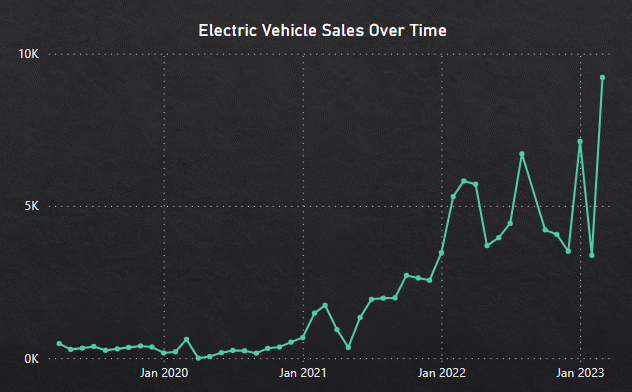 Electric Vehicle Sales Over Time
10K
5K
0K
Jan 2020 Jan 2021 Jan 2022 Jan 2023